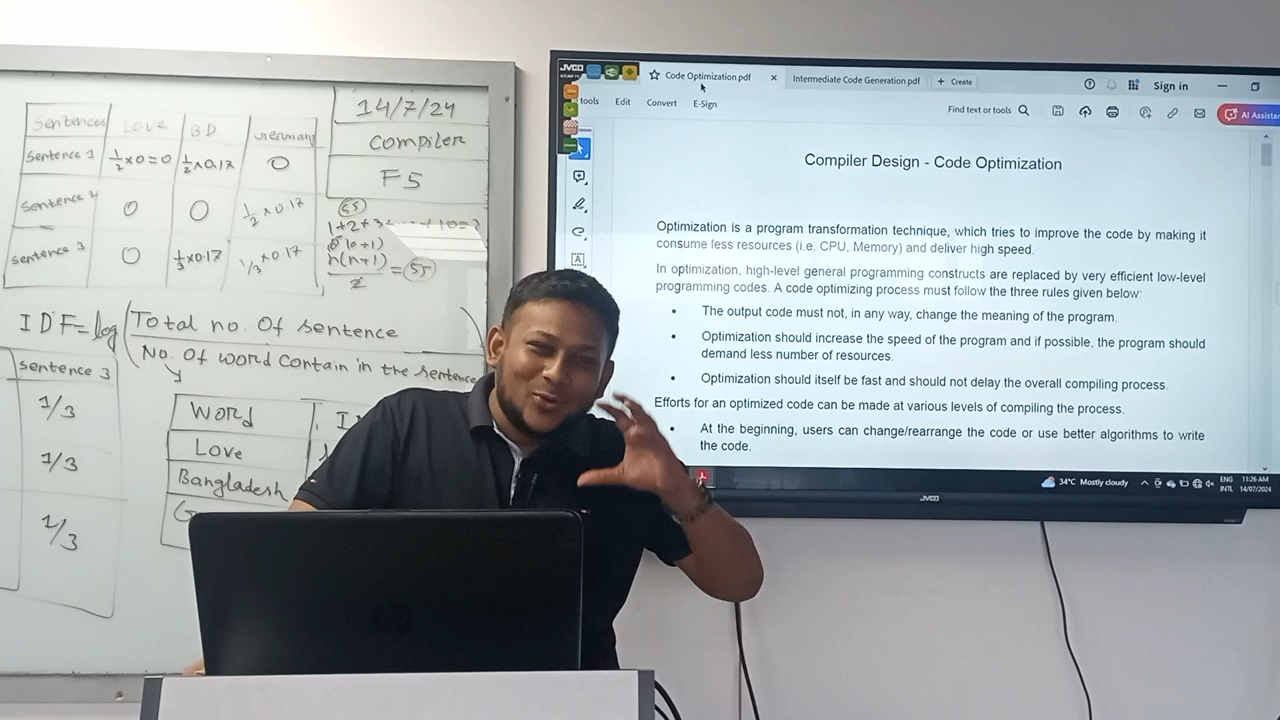 Sentences LOVE BD Germany
Sentence 1 1/2×0=0 1/2×0.17 0
Sentence 2 0 0 1/2×0.17
Sentence 3 0 1/3×0.17 1/3×0.17
14/7/24
Compiler
F5
55
n(n+1)
2
=55
IDF=log(Total no. Of sentence
No. Of word contain in the sentence
sentence 3
1/3
1/3
1/3
Word
Love
Bangladesh
JVCO
Code Optimization.pdf
Intermediate Code Generation.pdf
+ Create
Sign in
tools Edit Convert E-Sign
Find text or tools
AI Assistan
Compiler Design - Code Optimization
Optimization is a program transformation technique, which tries to improve the code by making it
consume less resources (i.e. CPU, Memory) and deliver high speed.
In optimization, high-level general programming constructs are replaced by very efficient low-level
programming codes. A code optimizing process must follow the three rules given below:
• The output code must not, in any way, change the meaning of the program.
• Optimization should increase the speed of the program and if possible, the program should
demand less number of resources.
• Optimization should itself be fast and should not delay the overall compiling process.
Efforts for an optimized code can be made at various levels of compiling the process.
• At the beginning, users can change/rearrange the code or use better algorithms to write
the code.
34°C Mostly cloudy
ENG
INTL
11:26 AM
14/07/2024
JVCO